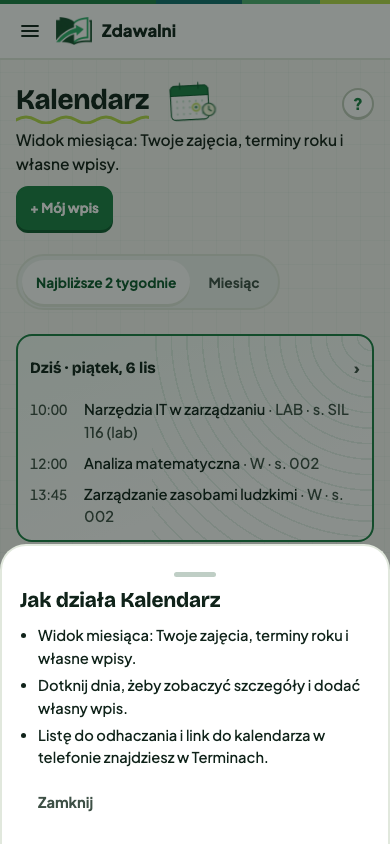 Zdawalni
Kalendarz
?
Widok miesiąca: Twoje zajęcia, terminy roku i
własne wpisy.
+ Mój wpis
Najbliższe 2 tygodnie
Miesiąc
Dziś · piątek, 6 lis
›
10:00 Narzędzia IT w zarządzaniu · LAB · s. SIL
116 (lab)
12:00 Analiza matematyczna · W · s. 002
13:45 Zarządzanie zasobami ludzkimi · W · s.
002
Jak działa Kalendarz
• Widok miesiąca: Twoje zajęcia, terminy roku i
własne wpisy.
• Dotknij dnia, żeby zobaczyć szczegóły i dodać
własny wpis.
• Listę do odhaczania i link do kalendarza w
telefonie znajdziesz w Terminach.
Zamknij